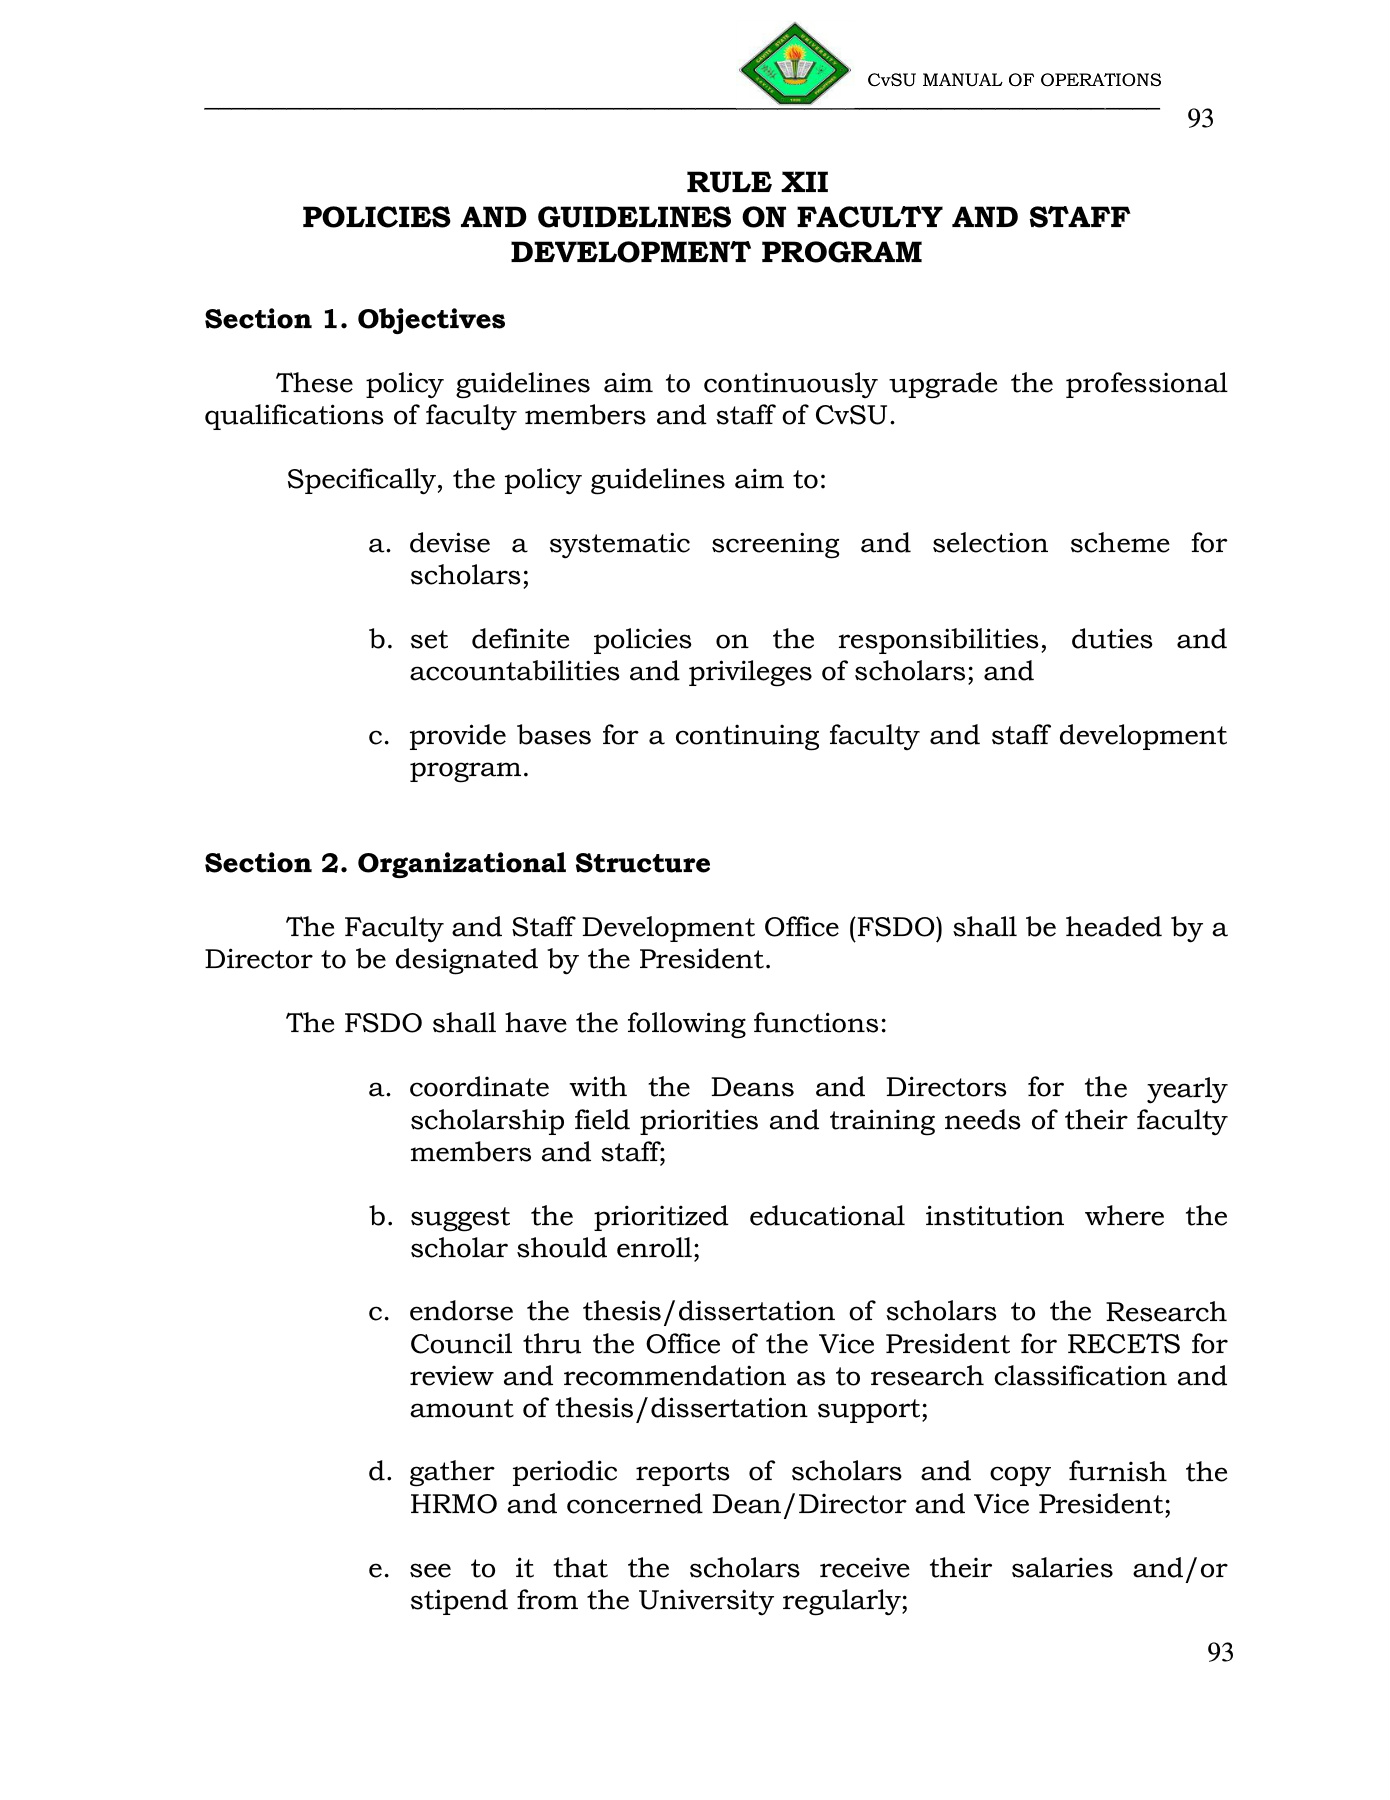 CvSU MANUAL OF OPERATIONS
93
RULE XII
POLICIES AND GUIDELINES ON FACULTY AND STAFF
DEVELOPMENT PROGRAM
Section 1. Objectives
These policy guidelines aim to continuously upgrade the professional
qualifications of faculty members and staff of CvSU.
Specifically, the policy guidelines aim to:
a. devise a systematic screening and selection scheme for
scholars;
b. set definite policies on the responsibilities, duties and
accountabilities and privileges of scholars; and
c. provide bases for a continuing faculty and staff development
program.
Section 2. Organizational Structure
The Faculty and Staff Development Office (FSDO) shall be headed by a
Director to be designated by the President.
The FSDO shall have the following functions:
a. coordinate with the Deans and Directors for the yearly
scholarship field priorities and training needs of their faculty
members and staff;
b. suggest the prioritized educational institution where the
scholar should enroll;
c. endorse the thesis/dissertation of scholars to the Research
Council thru the Office of the Vice President for RECETS for
review and recommendation as to research classification and
amount of thesis/dissertation support;
d. gather periodic reports of scholars and copy furnish the
HRMO and concerned Dean/Director and Vice President;
e. see to it that the scholars receive their salaries and/or
stipend from the University regularly;
93